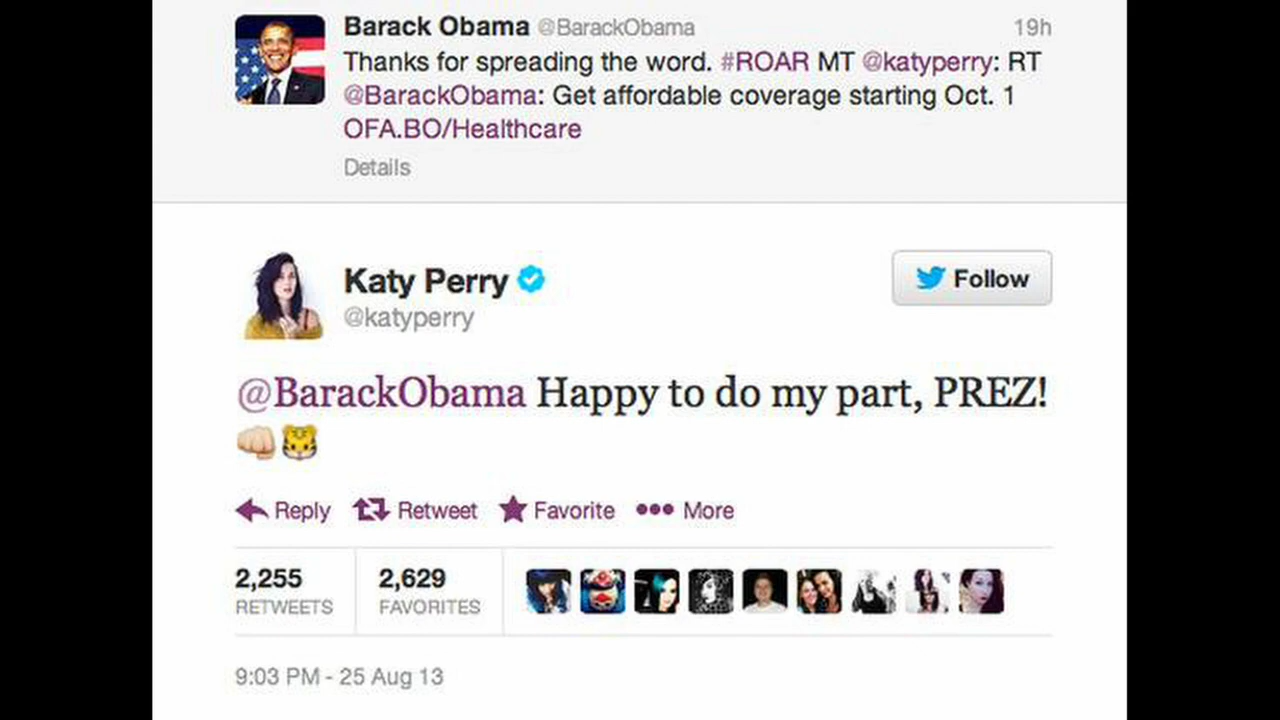 Barack Obama @BarackObama 19h
Thanks for spreading the word. #ROAR MT @katyperry: RT
@BarackObama: Get affordable coverage starting Oct. 1
OFA.BO/Healthcare
Details
Katy Perry
@katyperry
Follow
@BarackObama Happy to do my part, PREZ!
👊🐯
Reply Retweet Favorite More
2,255 2,629
RETWEETS FAVORITES
9:03 PM - 25 Aug 13